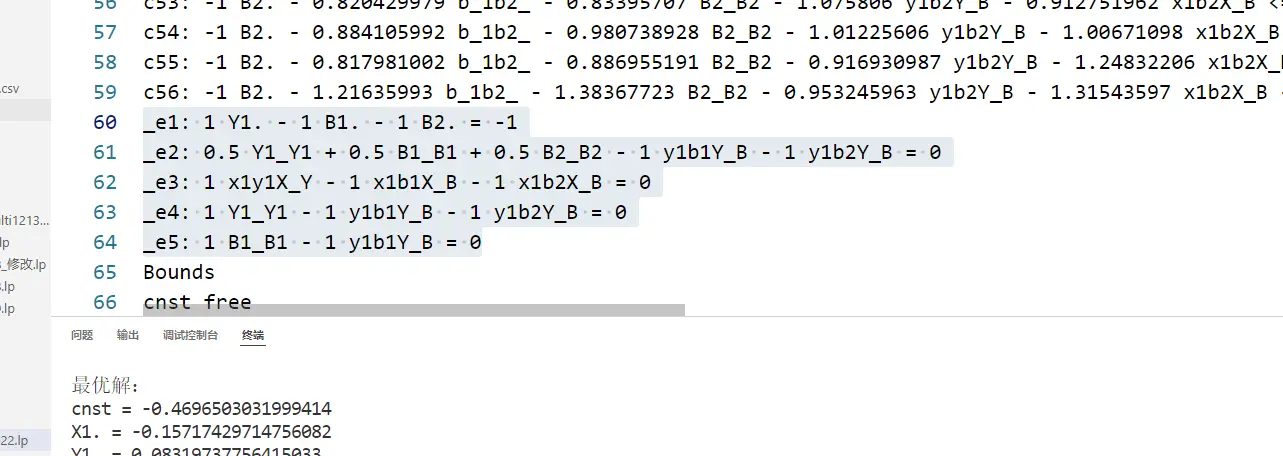 56 c53: -1 B2. - 0.820429979 b_1b2_ - 0.83395707 B2_B2 - 1.075806 y1b2Y_B - 0.912751962 x1b2X_B
57 c54: -1 B2. - 0.884105992 b_1b2_ - 0.980738928 B2_B2 - 1.01225606 y1b2Y_B - 1.00671098 x1b2X_B
58 c55: -1 B2. - 0.817981002 b_1b2_ - 0.886955191 B2_B2 - 0.916930987 y1b2Y_B - 1.24832206 x1b2X_B
59 c56: -1 B2. - 1.21635993 b_1b2_ - 1.38367723 B2_B2 - 0.953245963 y1b2Y_B - 1.31543597 x1b2X_B -
60 _e1: 1 Y1. - 1 B1. - 1 B2. = -1
61 _e2: 0.5 Y1_Y1 + 0.5 B1_B1 + 0.5 B2_B2 - 1 y1b1Y_B - 1 y1b2Y_B = 0
62 _e3: 1 x1y1X_Y - 1 x1b1X_B - 1 x1b2X_B = 0
63 _e4: 1 Y1_Y1 - 1 y1b1Y_B - 1 y1b2Y_B = 0
64 _e5: 1 B1_B1 - 1 y1b1Y_B = 0
65 Bounds
66 cnst free
.csv
lti1213...
lp
3_修改.lp
.lp
.lp
22.lp
问题 输出 调试控制台 终端
最优解:
cnst = -0.4696503031999414
X1. = -0.15717429714756082
Y1. = 0.08319737756415033